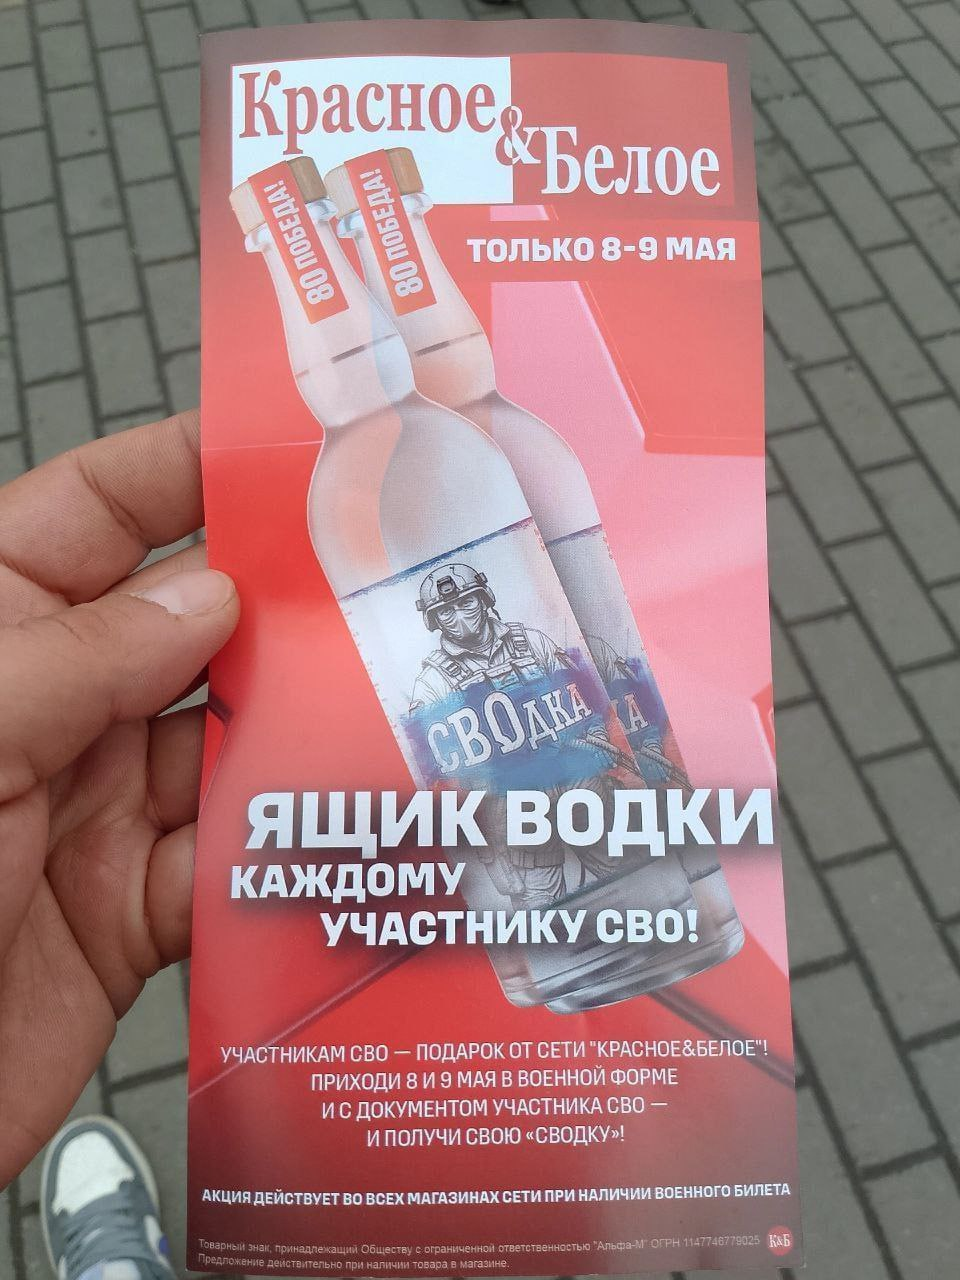 Красное
&Белое
80 ПОБЕДА!
80 ПОБЕДА!
ТОЛЬКО 8-9 МАЯ
СВОдка
КА
ЯЩИК ВОДКИ
КАЖДОМУ
УЧАСТНИКУ СВО!
УЧАСТНИКАМ СВО — ПОДАРОК ОТ СЕТИ "КРАСНОЕ&БЕЛОЕ"!
ПРИХОДИ 8 И 9 МАЯ В ВОЕННОЙ ФОРМЕ
И С ДОКУМЕНТОМ УЧАСТНИКА СВО —
И ПОЛУЧИ СВОЮ «СВОДКУ»!
АКЦИЯ ДЕЙСТВУЕТ ВО ВСЕХ МАГАЗИНАХ СЕТИ ПРИ НАЛИЧИИ ВОЕННОГО БИЛЕТА
Товарный знак, принадлежащий Обществу с ограниченной ответственностью "Альфа-М" ОГРН 1147746779025
Предложение действительно при наличии товара в магазине.
К&Б